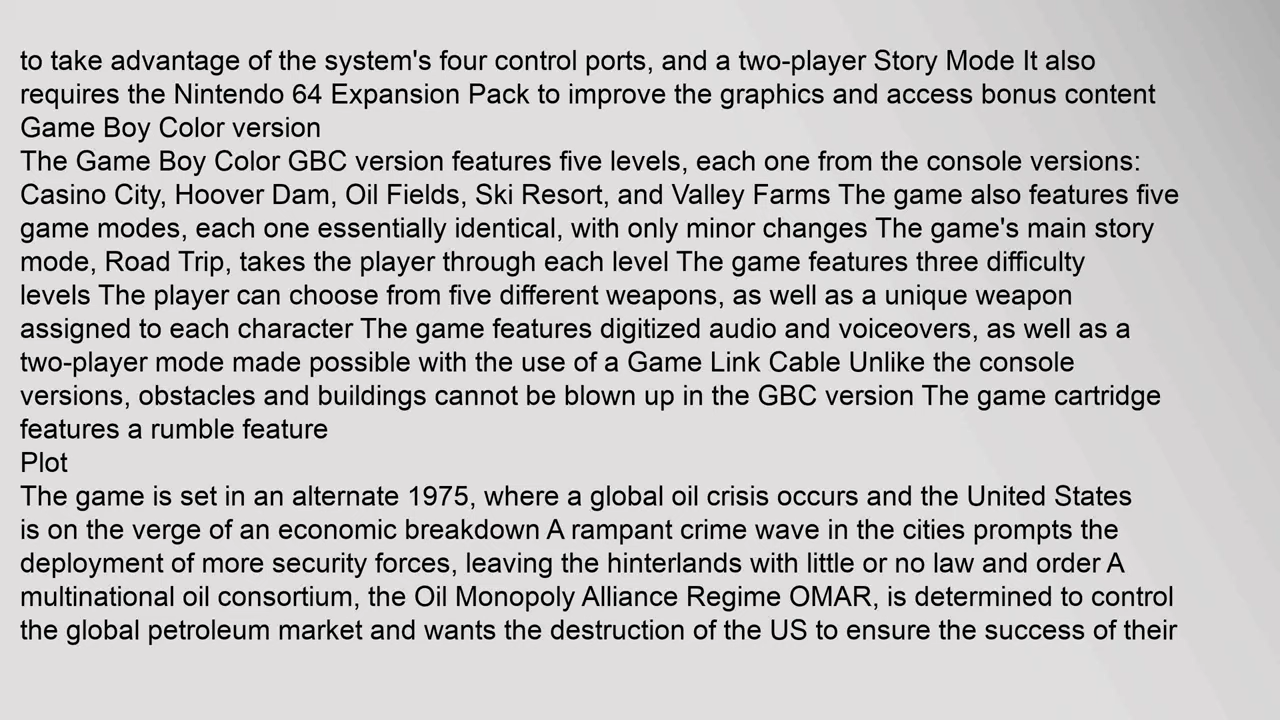 to take advantage of the system's four control ports, and a two-player Story Mode It also
requires the Nintendo 64 Expansion Pack to improve the graphics and access bonus content
Game Boy Color version
The Game Boy Color GBC version features five levels, each one from the console versions:
Casino City, Hoover Dam, Oil Fields, Ski Resort, and Valley Farms The game also features five
game modes, each one essentially identical, with only minor changes The game's main story
mode, Road Trip, takes the player through each level The game features three difficulty
levels The player can choose from five different weapons, as well as a unique weapon
assigned to each character The game features digitized audio and voiceovers, as well as a
two-player mode made possible with the use of a Game Link Cable Unlike the console
versions, obstacles and buildings cannot be blown up in the GBC version The game cartridge
features a rumble feature
Plot
The game is set in an alternate 1975, where a global oil crisis occurs and the United States
is on the verge of an economic breakdown A rampant crime wave in the cities prompts the
deployment of more security forces, leaving the hinterlands with little or no law and order A
multinational oil consortium, the Oil Monopoly Alliance Regime OMAR, is determined to control
the global petroleum market and wants the destruction of the US to ensure the success of their